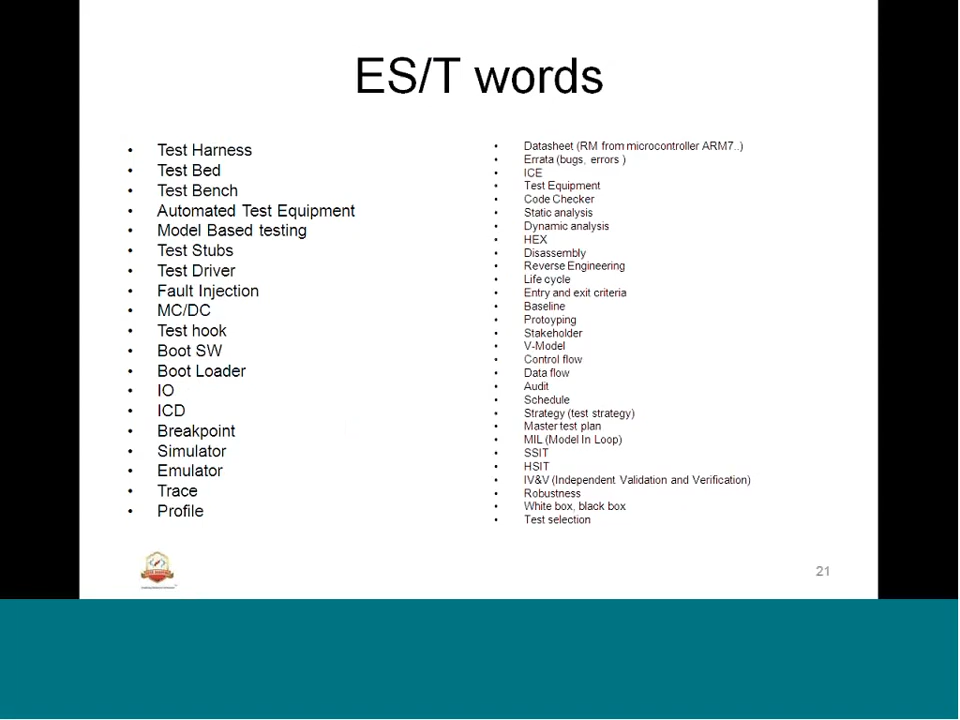 ES/T words
• Test Harness
• Test Bed
• Test Bench
• Automated Test Equipment
• Model Based testing
• Test Stubs
• Test Driver
• Fault Injection
• MC/DC
• Test hook
• Boot SW
• Boot Loader
• IO
• ICD
• Breakpoint
• Simulator
• Emulator
• Trace
• Profile
• Datasheet (RM from microcontroller ARM7..)
• Errata (bugs, errors )
• ICE
• Test Equipment
• Code Checker
• Static analysis
• Dynamic analysis
• HEX
• Disassembly
• Reverse Engineering
• Life cycle
• Entry and exit criteria
• Baseline
• Protoyping
• Stakeholder
• V-Model
• Control flow
• Data flow
• Audit
• Schedule
• Strategy (test strategy)
• Master test plan
• MIL (Model In Loop)
• SSIT
• HSIT
• IV&V (Independent Validation and Verification)
• Robustness
• White box, black box
• Test selection
21